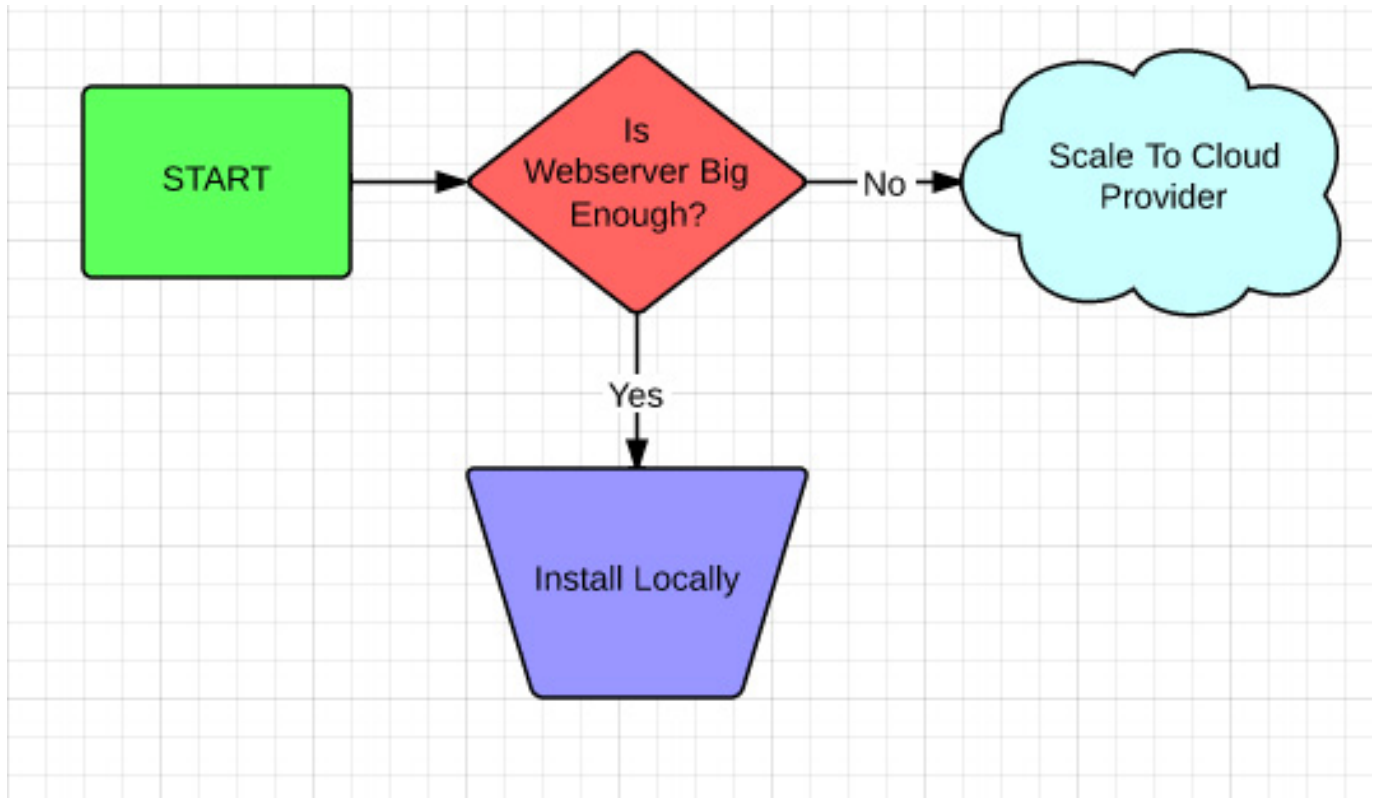 START
Is
Webserver Big
Enough?
No
Scale To Cloud
Provider
Yes
Install Locally